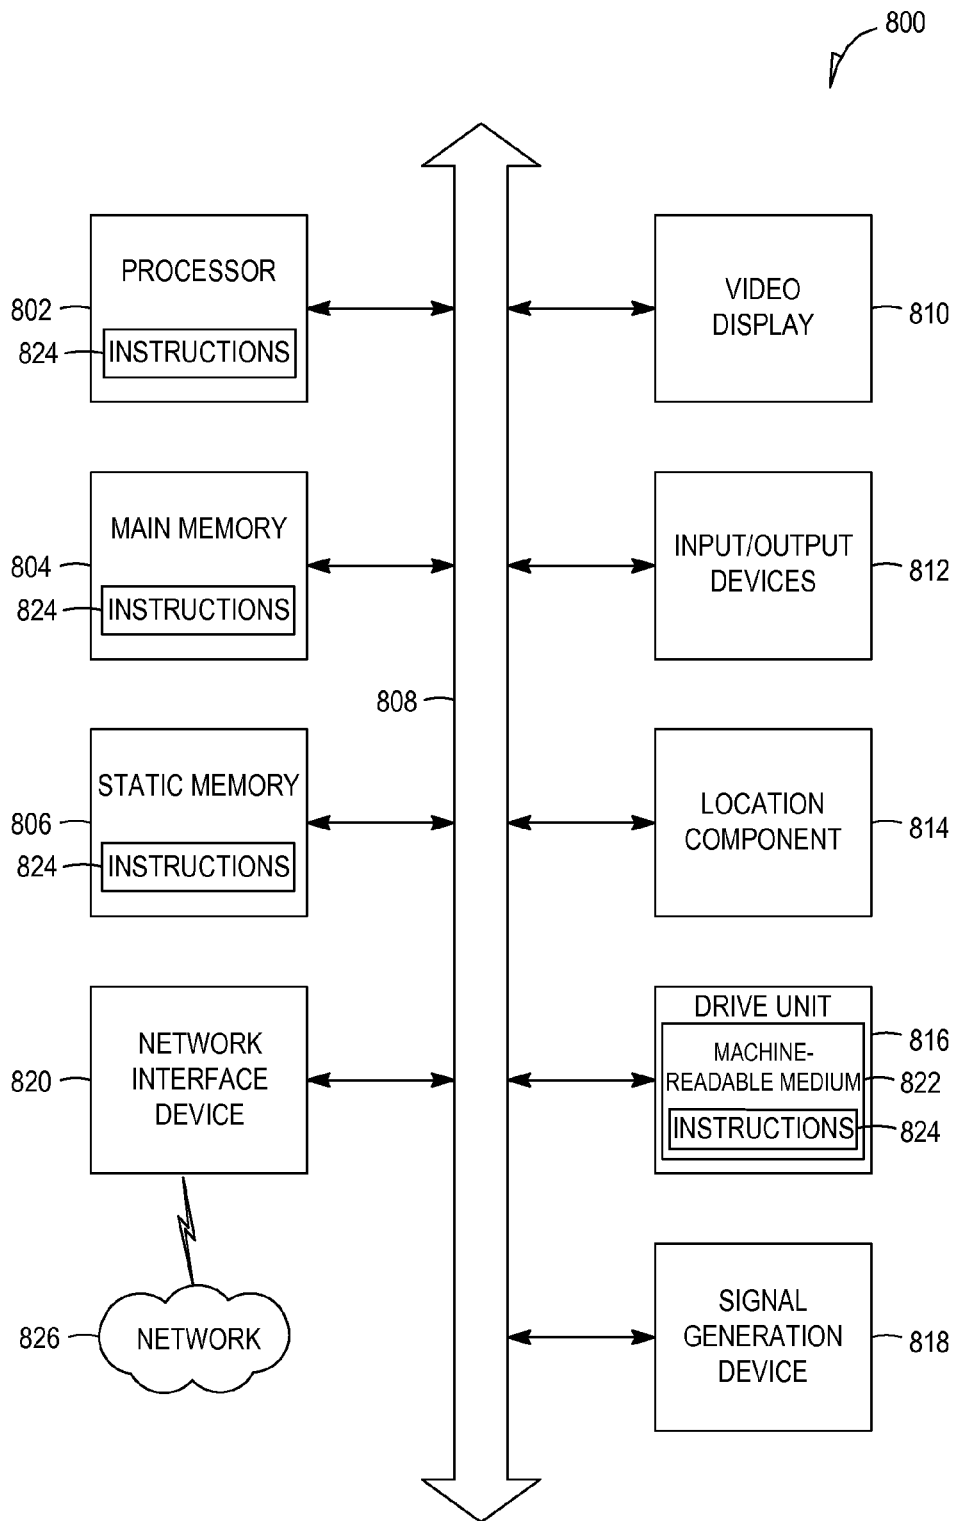 800
PROCESSOR
802
824
INSTRUCTIONS
VIDEO
DISPLAY
810
MAIN MEMORY
804
824
INSTRUCTIONS
INPUT/OUTPUT
DEVICES
812
808
STATIC MEMORY
806
824
INSTRUCTIONS
LOCATION
COMPONENT
814
NETWORK
INTERFACE
DEVICE
820
DRIVE UNIT
816
MACHINE-
READABLE MEDIUM
822
INSTRUCTIONS
824
NETWORK
826
SIGNAL
GENERATION
DEVICE
818